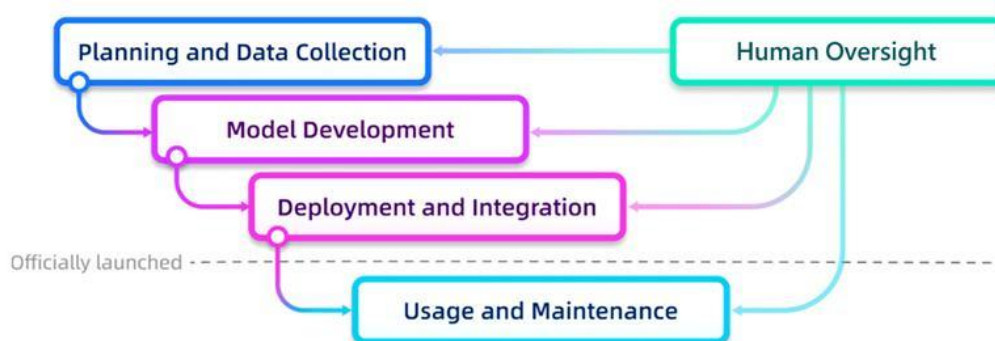 Planning and Data Collection
Human Oversight
Model Development
Deployment and Integration
Officially launched
Usage and Maintenance